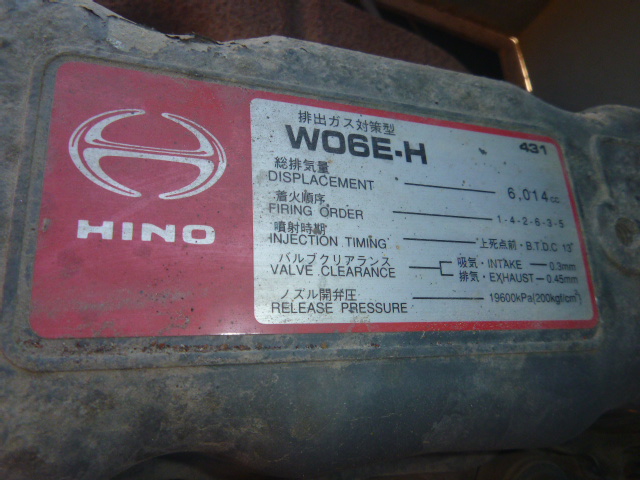 HINO
排出ガス対策型
W06E-H 431
総排気量
DISPLACEMENT 6,014cc
着火順序
FIRING ORDER 1-4-2-6-3-5
噴射時期
INJECTION TIMING 上死点前・B.T.D.C 13°
バルブクリアランス 吸気・INTAKE 0.3mm
VALVE CLEARANCE 排気・EXHAUST 0.45mm
ノズル開弁圧
RELEASE PRESSURE 19600kPa(200kgf/cm²)